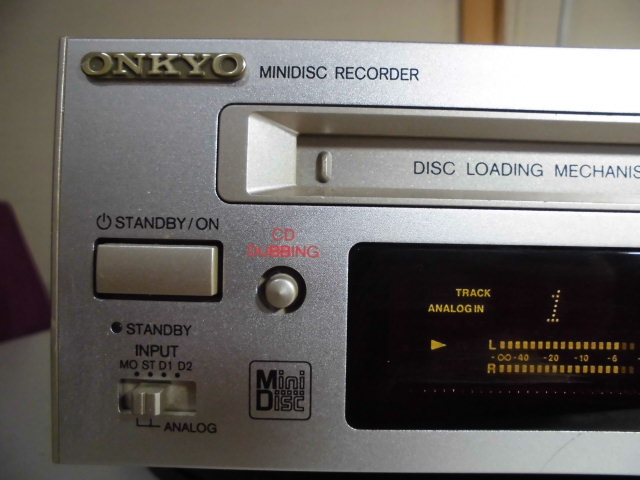 ONKYO MINIDISC RECORDER
DISC LOADING MECHANIS
STANDBY/ON
CD
DUBBING
STANDBY
INPUT
MO ST D1 D2
ANALOG
Mini
Disc
TRACK 1
ANALOG IN
L
-OO -40 -20 -10 -6
R